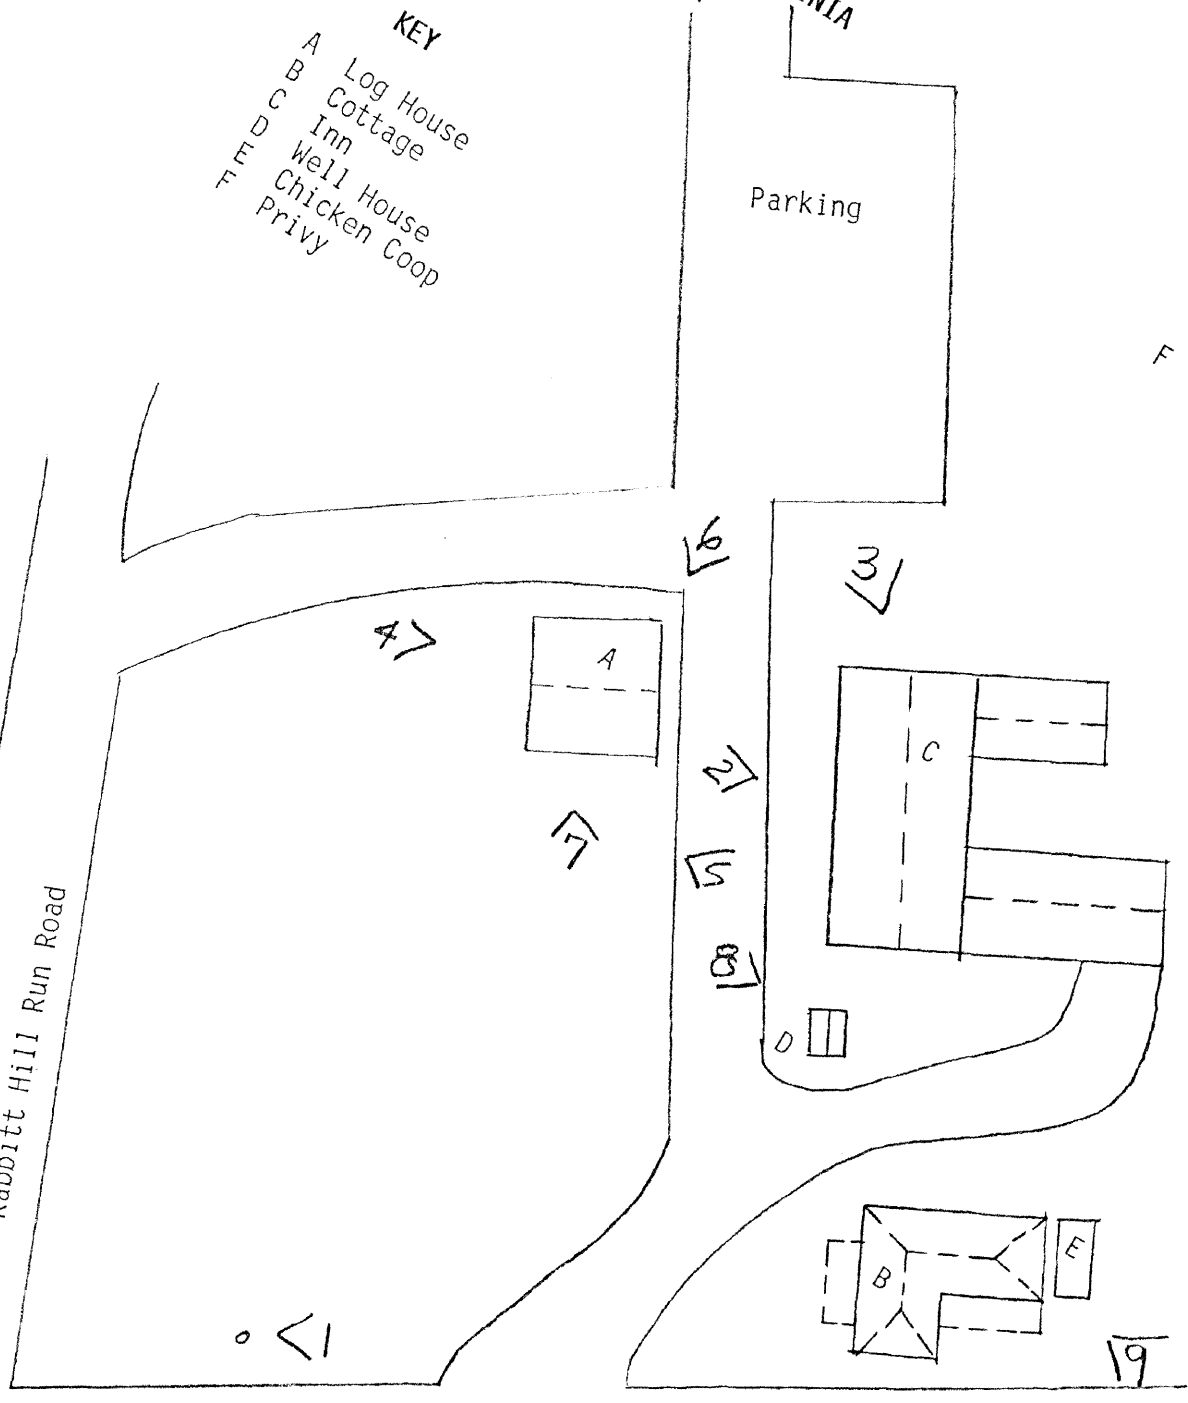 KEY
A Log House
B Cottage
C Inn
D Well House
E Chicken Coop
F Privy
Parking
F
6
3
4
A
2
C
7
5
8
D
Rabbitt Hill Run Road
B
E
1
9